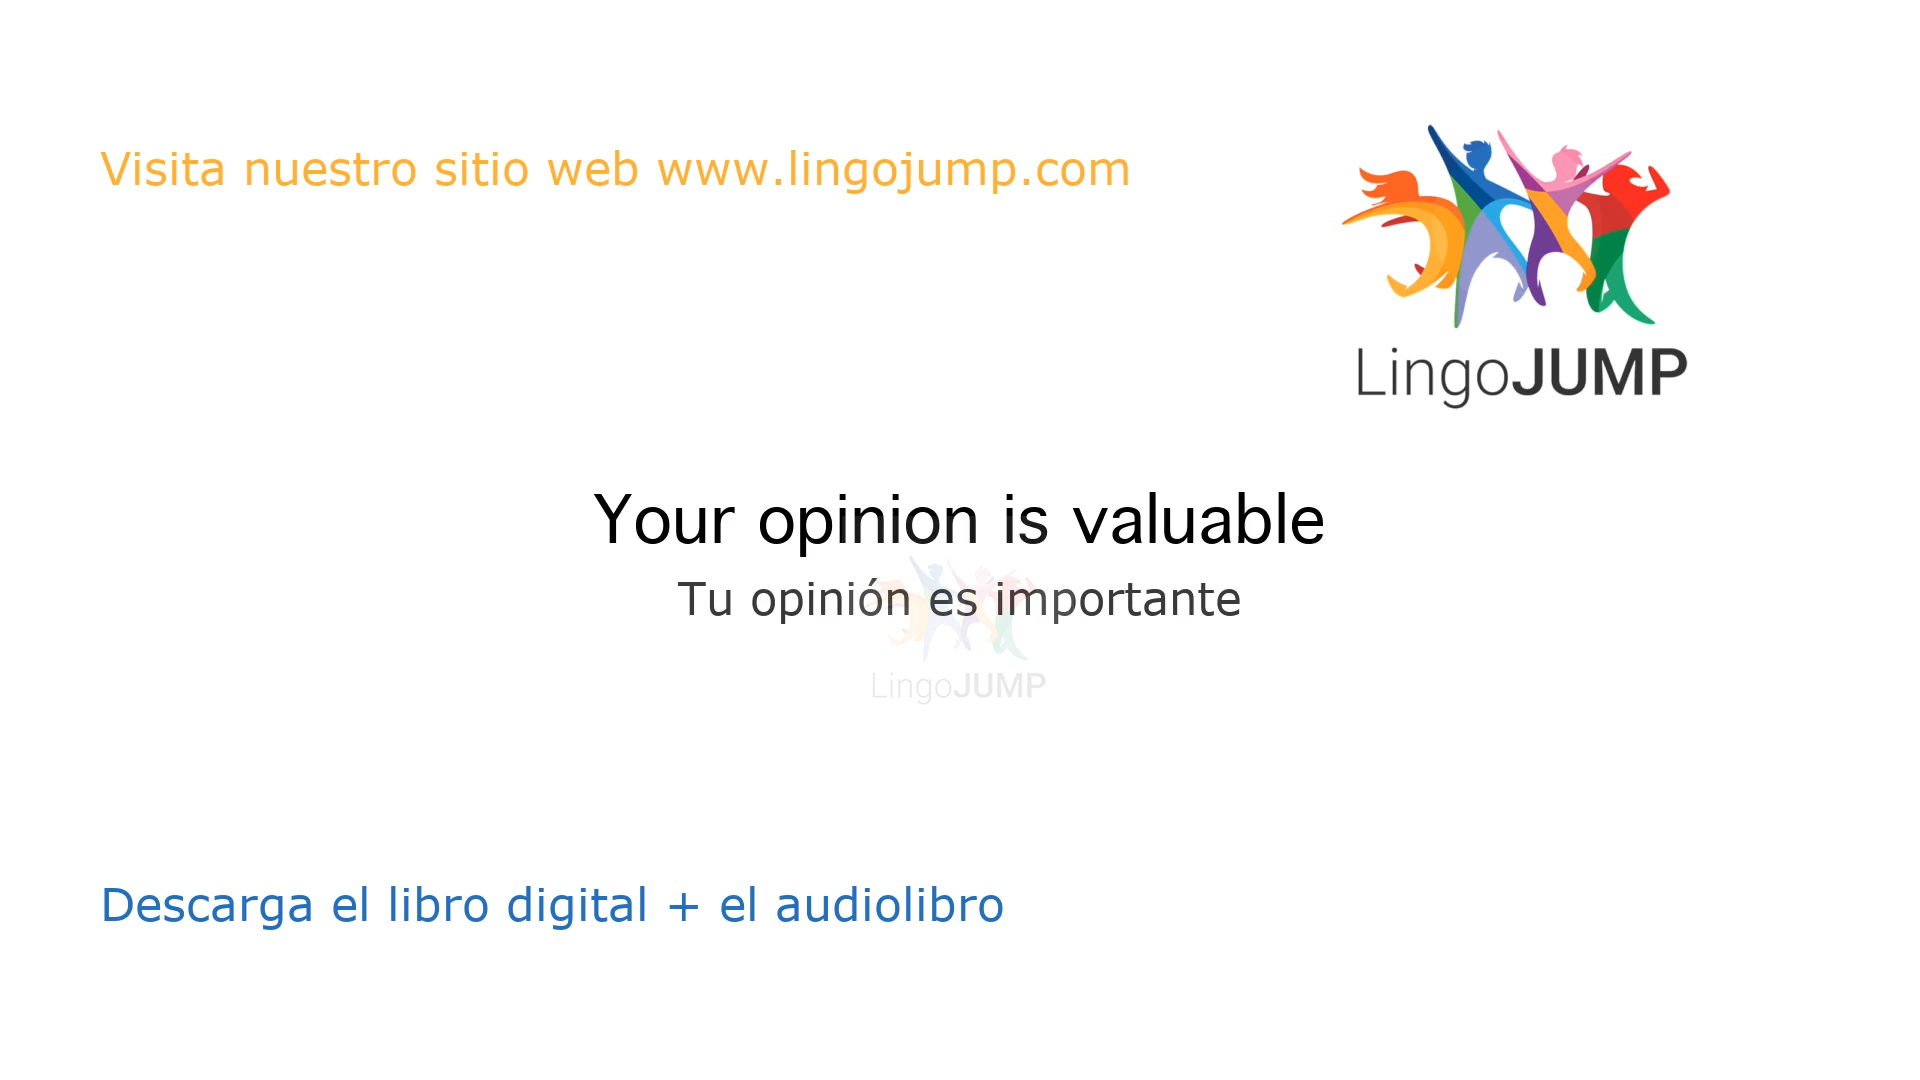 Visita nuestro sitio web www.lingojump.com
LingoJUMP
Your opinion is valuable
Tu opinión es importante
LingoJUMP
Descarga el libro digital + el audiolibro